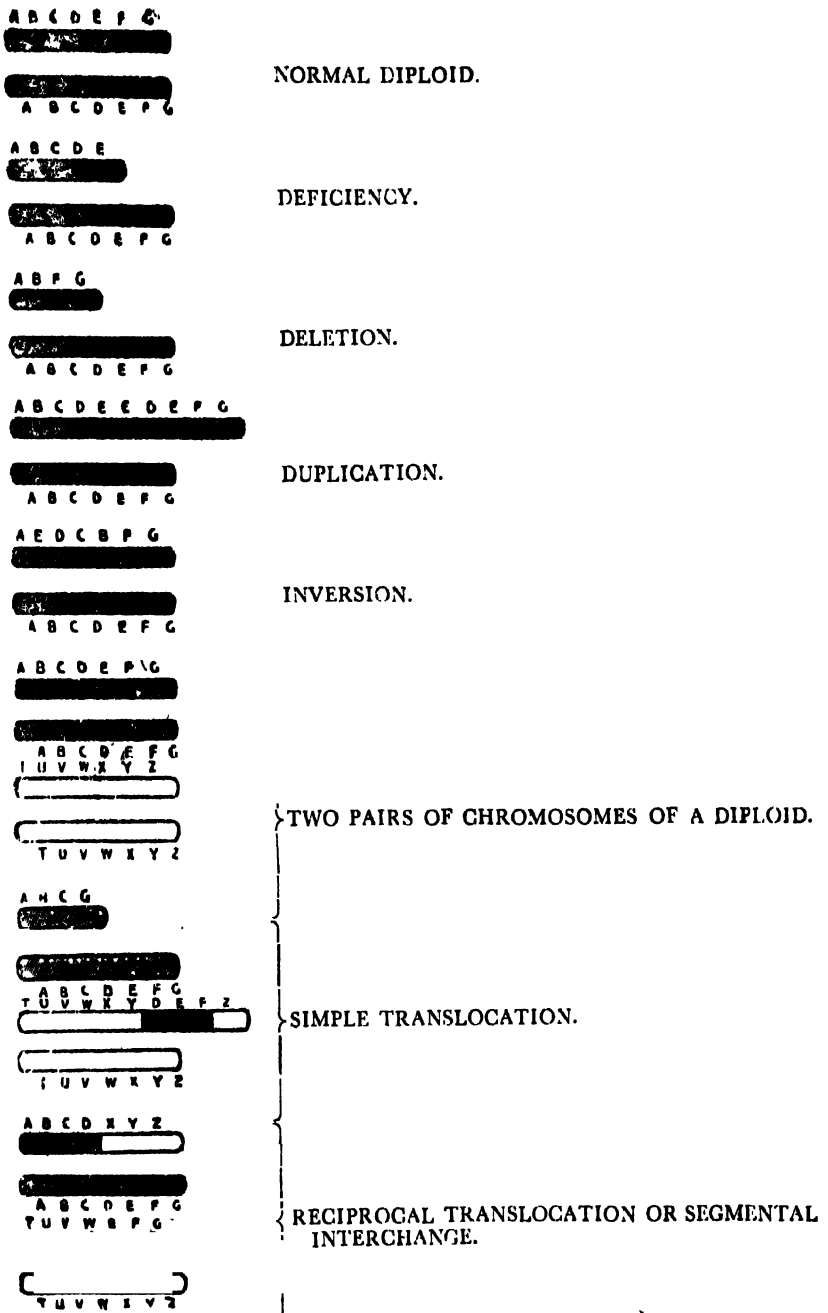 A B C D E F G
NORMAL DIPLOID.
A B C D E F G
A B C D E
DEFICIENCY.
A B C D E F G
A B F G
DELETION.
A B C D E F G
A B C D E E D E F G
DUPLICATION.
A B C D E F G
A E D C B F G
INVERSION.
A B C D E F G
A B C D E F G
A B C D E F G
U V W X Y Z
TWO PAIRS OF CHROMOSOMES OF A DIPLOID.
T U V W X Y Z
A C G
A B C D E F G
T U V W X Y D E F Z
SIMPLE TRANSLOCATION.
U V W X Y Z
A B C D X Y Z
A B C D E F G
T U V W E F G
RECIPROCAL TRANSLOCATION OR SEGMENTAL
INTERCHANGE.
T U V W X Y Z